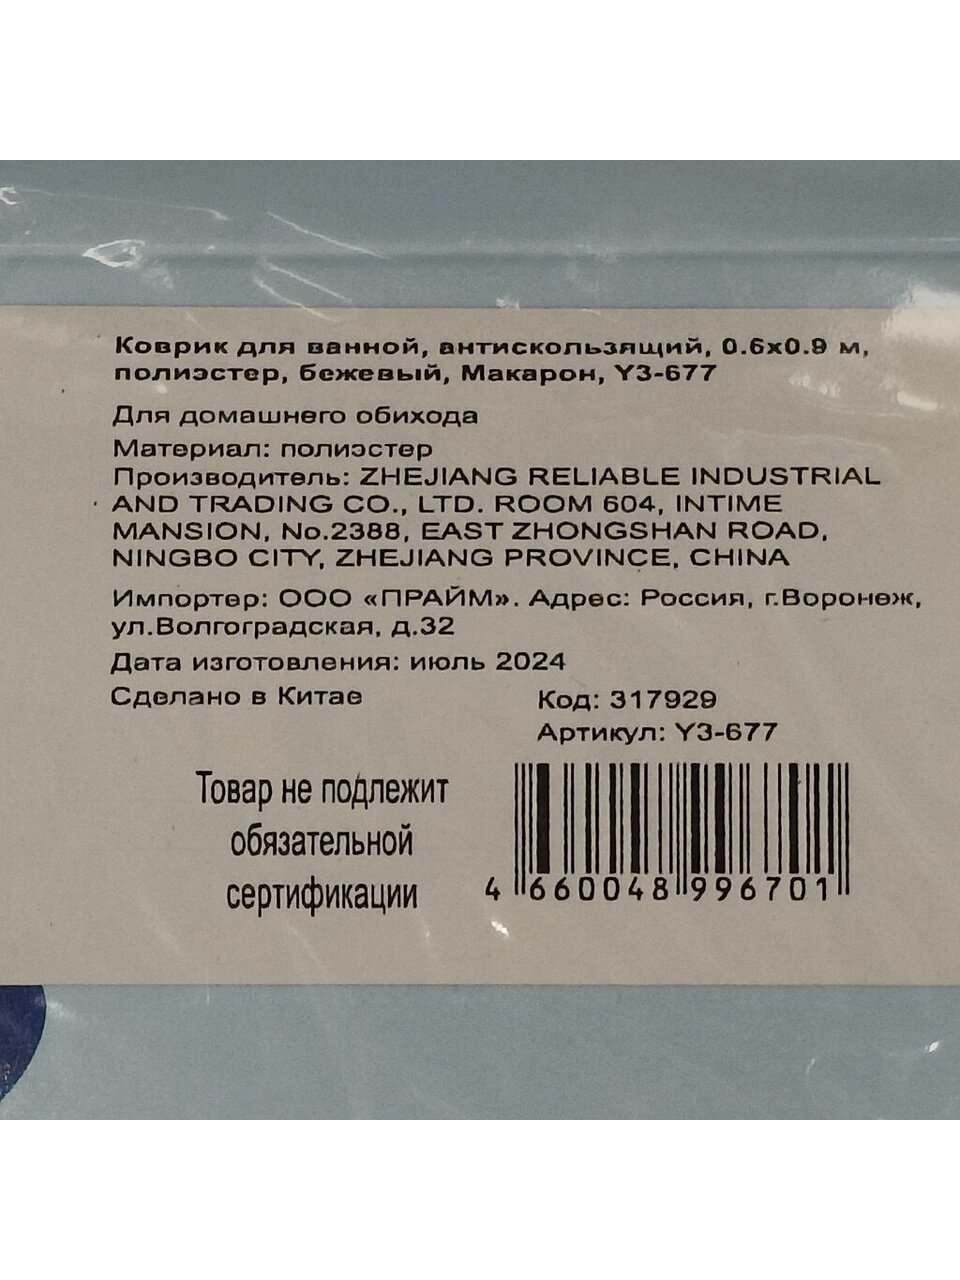 Коврик для ванной, антискользящий, 0.6х0.9 м,
полиэстер, бежевый, Макарон, Y3-677
Для домашнего обихода
Материал: полиэстер
Производитель: ZHEJIANG RELIABLE INDUSTRIAL
AND TRADING CO., LTD. ROOM 604, INTIME
MANSION, No.2388, EAST ZHONGSHAN ROAD,
NINGBO CITY, ZHEJIANG PROVINCE, CHINA
Импортер: ООО «ПРАЙМ». Адрес: Россия, г.Воронеж,
ул.Волгоградская, д.32
Дата изготовления: июль 2024
Сделано в Китае
Код: 317929
Артикул: Y3-677
Товар не подлежит
обязательной
сертификации
4 660048 996701